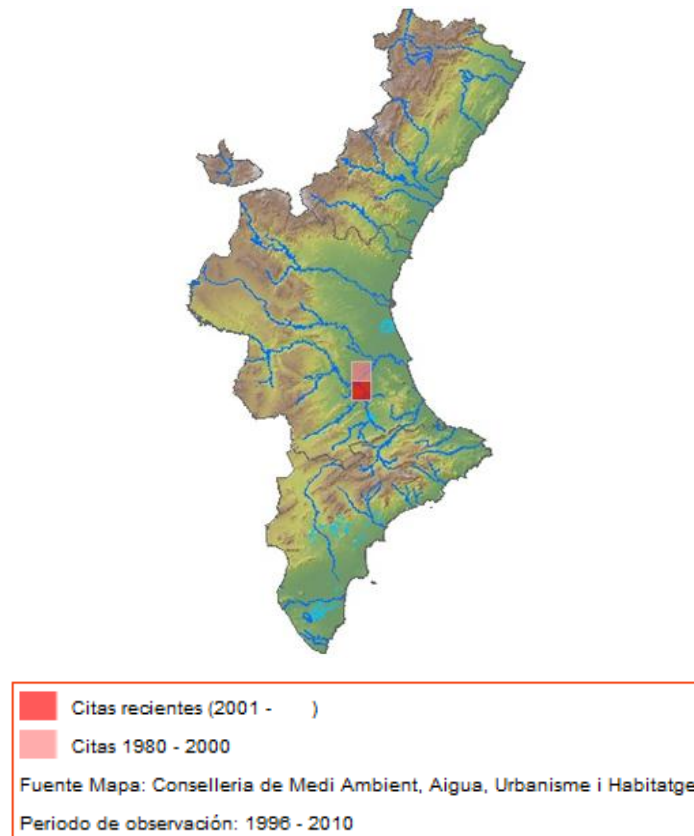 Citas recientes (2001 - )
Citas 1980 - 2000
Fuente Mapa: Conselleria de Medi Ambient, Aigua, Urbanisme i Habitatge
Periodo de observación: 1996 - 2010